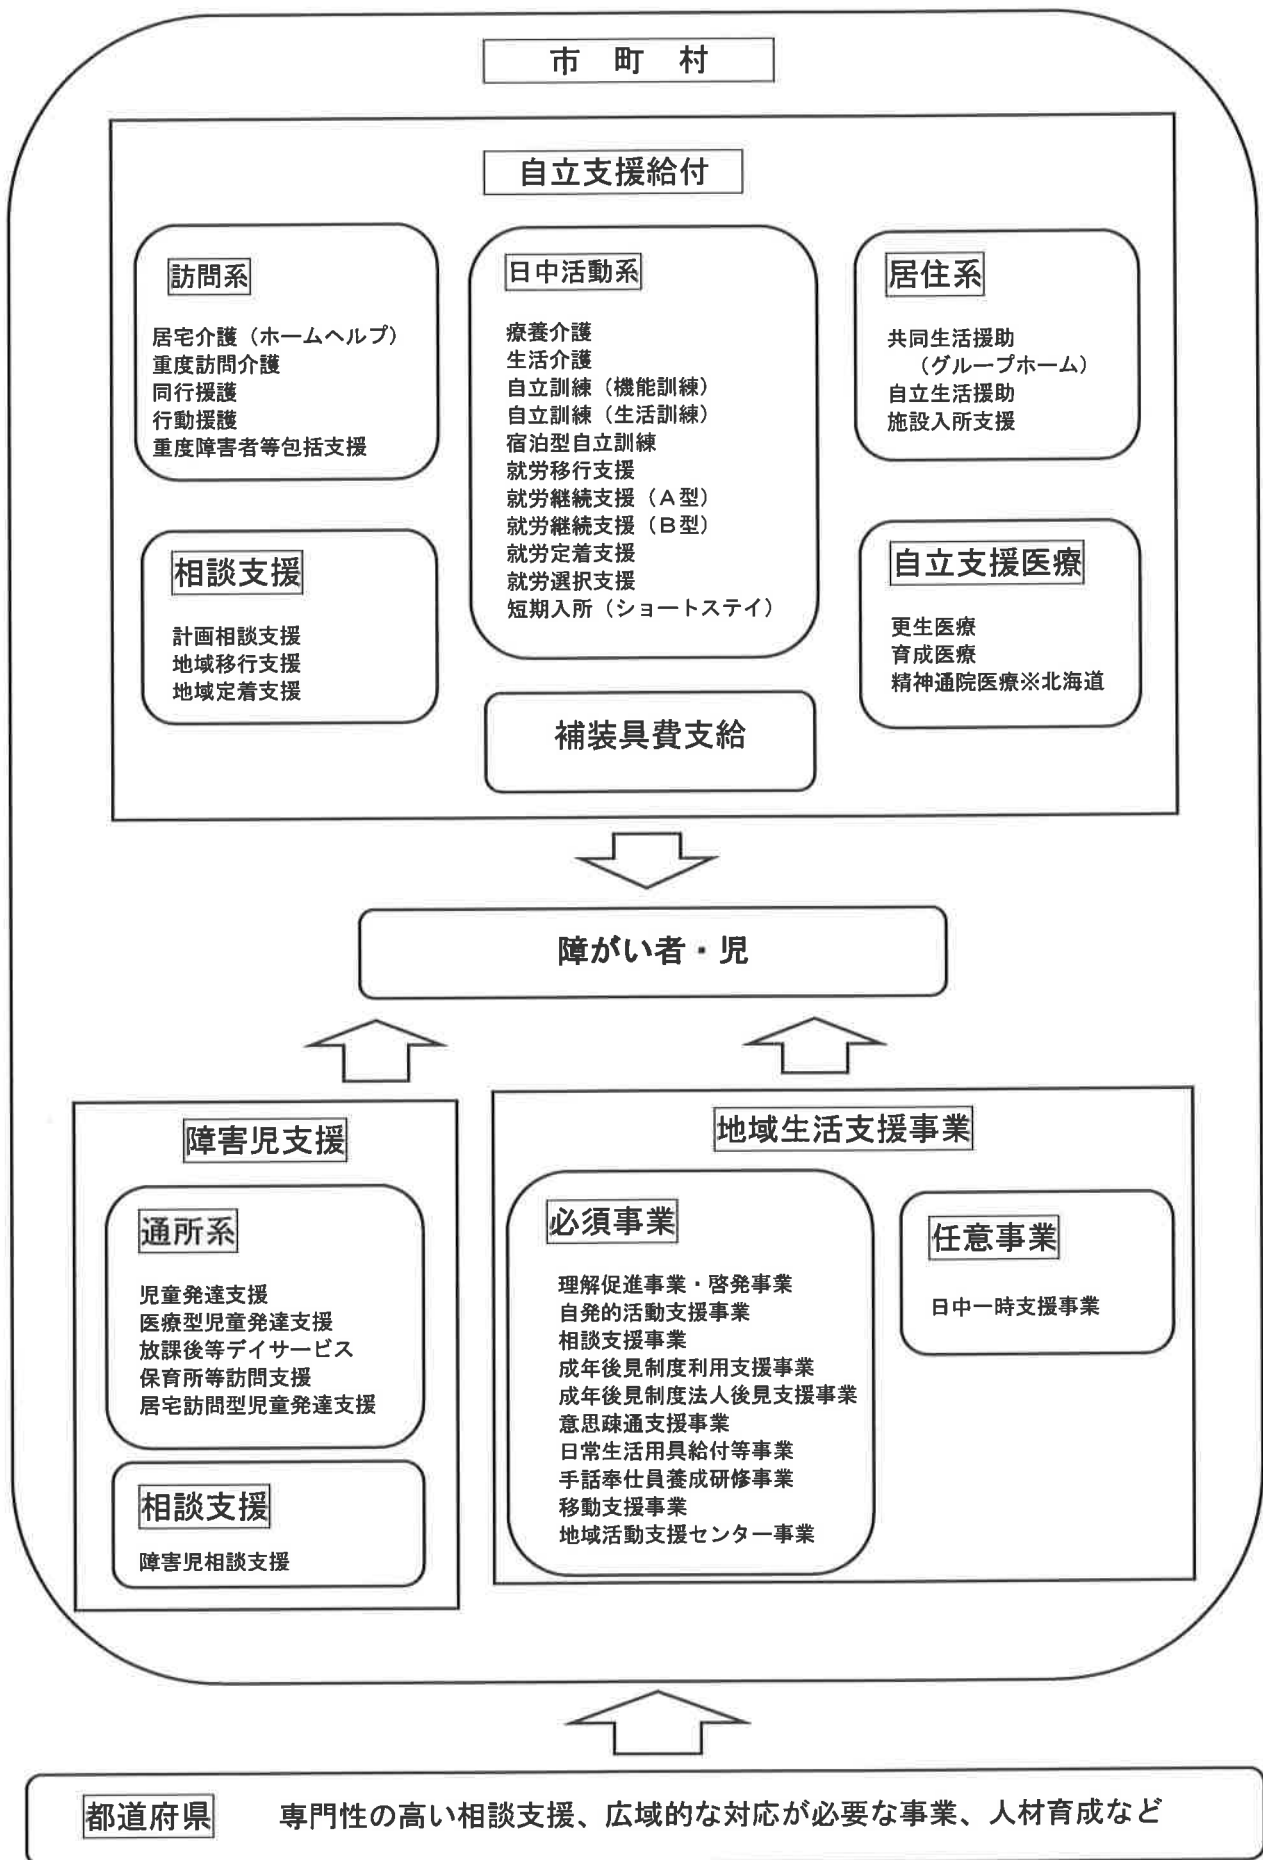 市町村
自立支援給付
訪問系
居宅介護（ホームヘルプ）
重度訪問介護
同行援護
行動援護
重度障害者等包括支援
日中活動系
療養介護
生活介護
自立訓練（機能訓練）
自立訓練（生活訓練）
宿泊型自立訓練
就労移行支援
就労継続支援（Ａ型）
就労継続支援（Ｂ型）
就労定着支援
就労選択支援
短期入所（ショートステイ）
居住系
共同生活援助
（グループホーム）
自立生活援助
施設入所支援
相談支援
計画相談支援
地域移行支援
地域定着支援
補装具費支給
自立支援医療
更生医療
育成医療
精神通院医療※北海道
障がい者・児
障害児支援
通所系
児童発達支援
医療型児童発達支援
放課後等デイサービス
保育所等訪問支援
居宅訪問型児童発達支援
相談支援
障害児相談支援
地域生活支援事業
必須事業
理解促進事業・啓発事業
自発的活動支援事業
相談支援事業
成年後見制度利用支援事業
成年後見制度法人後見支援事業
意思疎通支援事業
日常生活用具給付等事業
手話奉仕員養成研修事業
移動支援事業
地域活動支援センター事業
任意事業
日中一時支援事業
都道府県　専門性の高い相談支援、広域的な対応が必要な事業、人材育成など